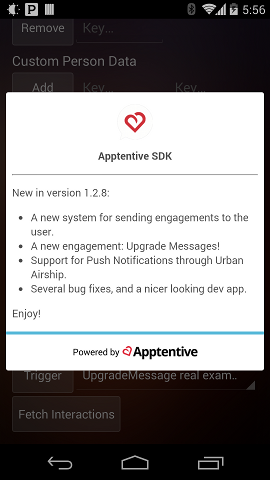 5:56
Remove Key...
Custom Person Data
Add Key... Key...
Apptentive SDK
New in version 1.2.8:
• A new system for sending engagements to the
user.
• A new engagement: Upgrade Messages!
• Support for Push Notifications through Urban
Airship.
• Several bug fixes, and a nicer looking dev app.
Enjoy!
Powered by Apptentive
Trigger UpgradeMessage real exam..
Fetch Interactions